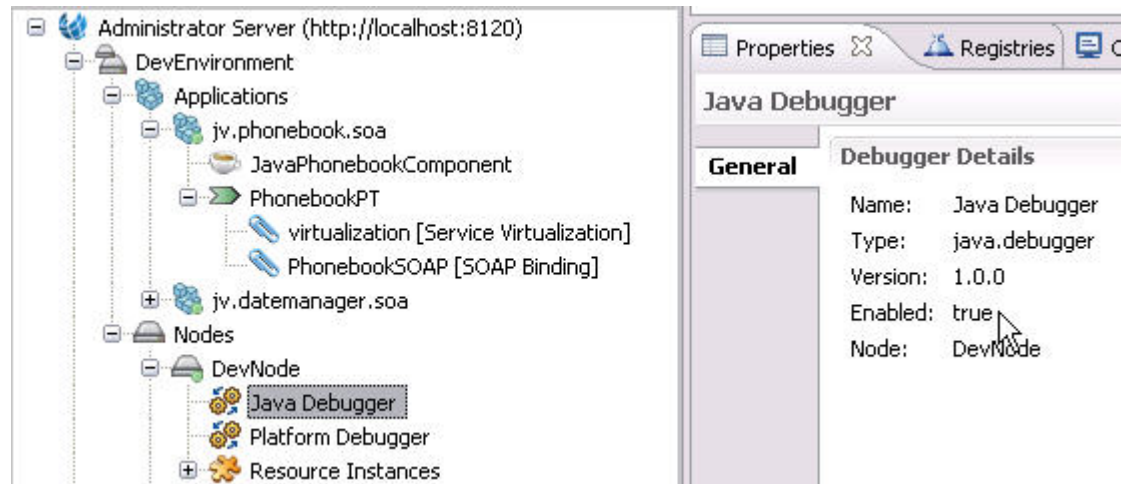 Administrator Server (http://localhost:8120)
DevEnvironment
Applications
jv.phonebook.soa
JavaPhonebookComponent
PhonebookPT
virtualization [Service Virtualization]
PhonebookSOAP [SOAP Binding]
jv.datemanager.soa
Nodes
DevNode
Java Debugger
Platform Debugger
Resource Instances
Properties Registries
Java Debugger
General
Debugger Details
Name: Java Debugger
Type: java.debugger
Version: 1.0.0
Enabled: true
Node: DevNode